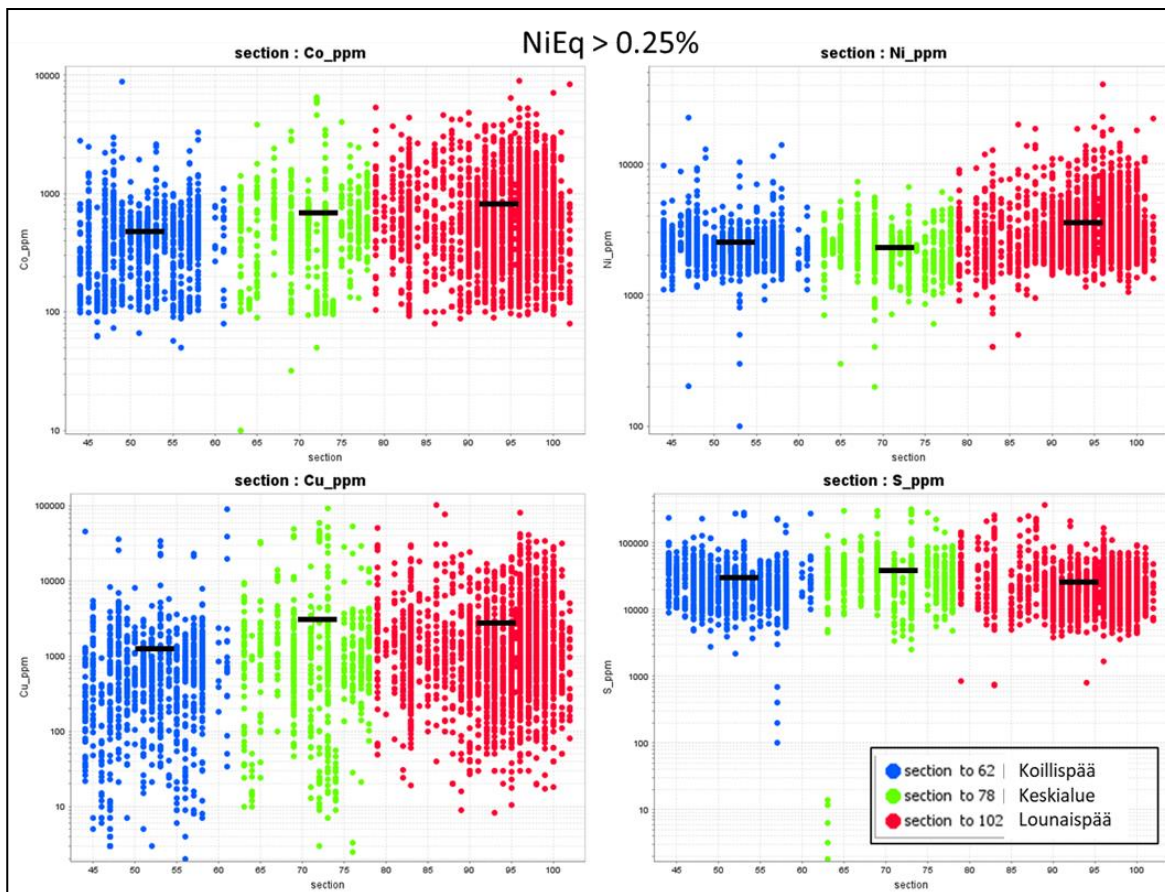 NiEq > 0.25%
section : Co_ppm
10000
1000
100
10
Co_ppm
45 50 55 60 65 70 75 80 85 90 95 100
section
section : Ni_ppm
10000
1000
100
Ni_ppm
45 50 55 60 65 70 75 80 85 90 95 100
section
section : Cu_ppm
100000
10000
1000
100
10
Cu_ppm
45 50 55 60 65 70 75 80 85 90 95 100
section
section : S_ppm
100000
10000
1000
100
10
S_ppm
45 50 55 60 65 70 75 80 85 90 95 100
section
section to 62 Koillispää
section to 78 Keskialue
section to 102 Lounaispää